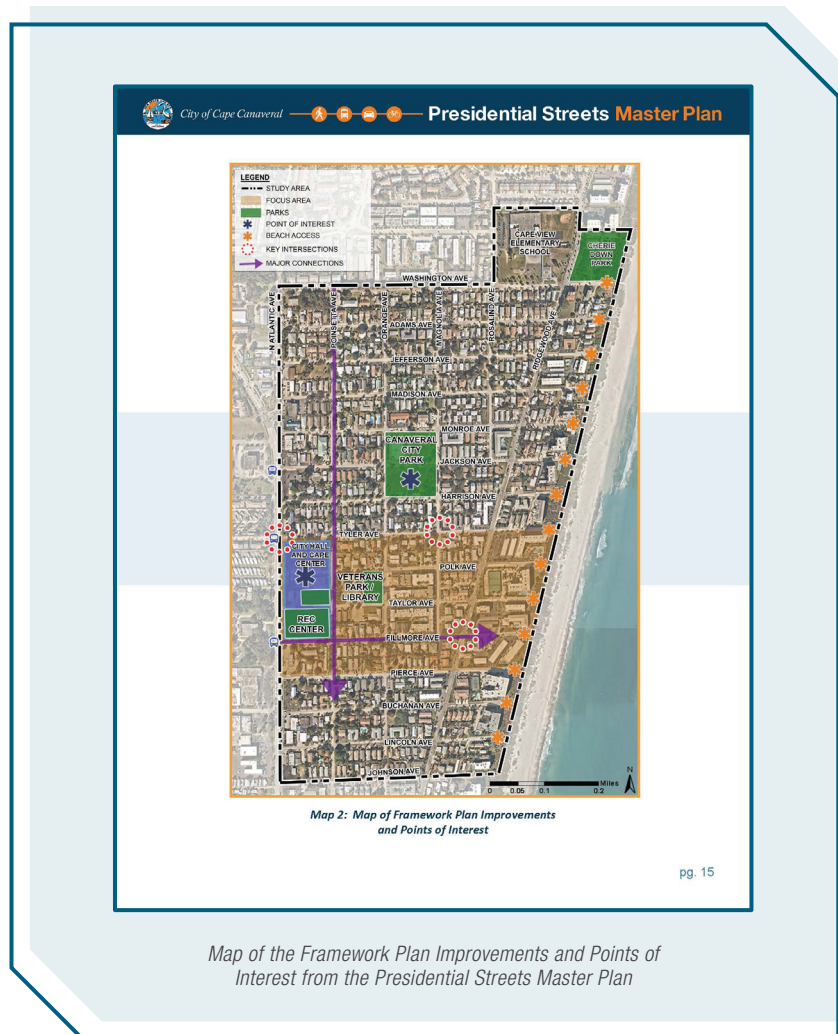 City of Cape Canaveral
Presidential Streets Master Plan
LEGEND
STUDY AREA
FOCUS AREA
PARKS
POINT OF INTEREST
BEACH ACCESS
KEY INTERSECTIONS
MAJOR CONNECTIONS
CAPE VIEW
ELEMENTARY
SCHOOL
CHERIE
DOWN
PARK
WASHINGTON AVE
N ATLANTIC AVE
POINSETTA AVE
ORANGE AVE
MAGNOLIA AVE
ROSALIND AVE
RIDGEWOOD AVE
ADAMS AVE
JEFFERSON AVE
MADISON AVE
MONROE AVE
CANAVERAL
CITY
PARK
JACKSON AVE
HARRISON AVE
TYLER AVE
CITY HALL
AND CAPE
CENTER
POLK AVE
VETERANS
PARK /
LIBRARY
TAYLOR AVE
REC
CENTER
FILLMORE AVE
PIERCE AVE
BUCHANAN AVE
LINCOLN AVE
JOHNSON AVE
Miles
0 0.05 0.1 0.2
N
Map 2: Map of Framework Plan Improvements
and Points of Interest
pg. 15
Map of the Framework Plan Improvements and Points of
Interest from the Presidential Streets Master Plan